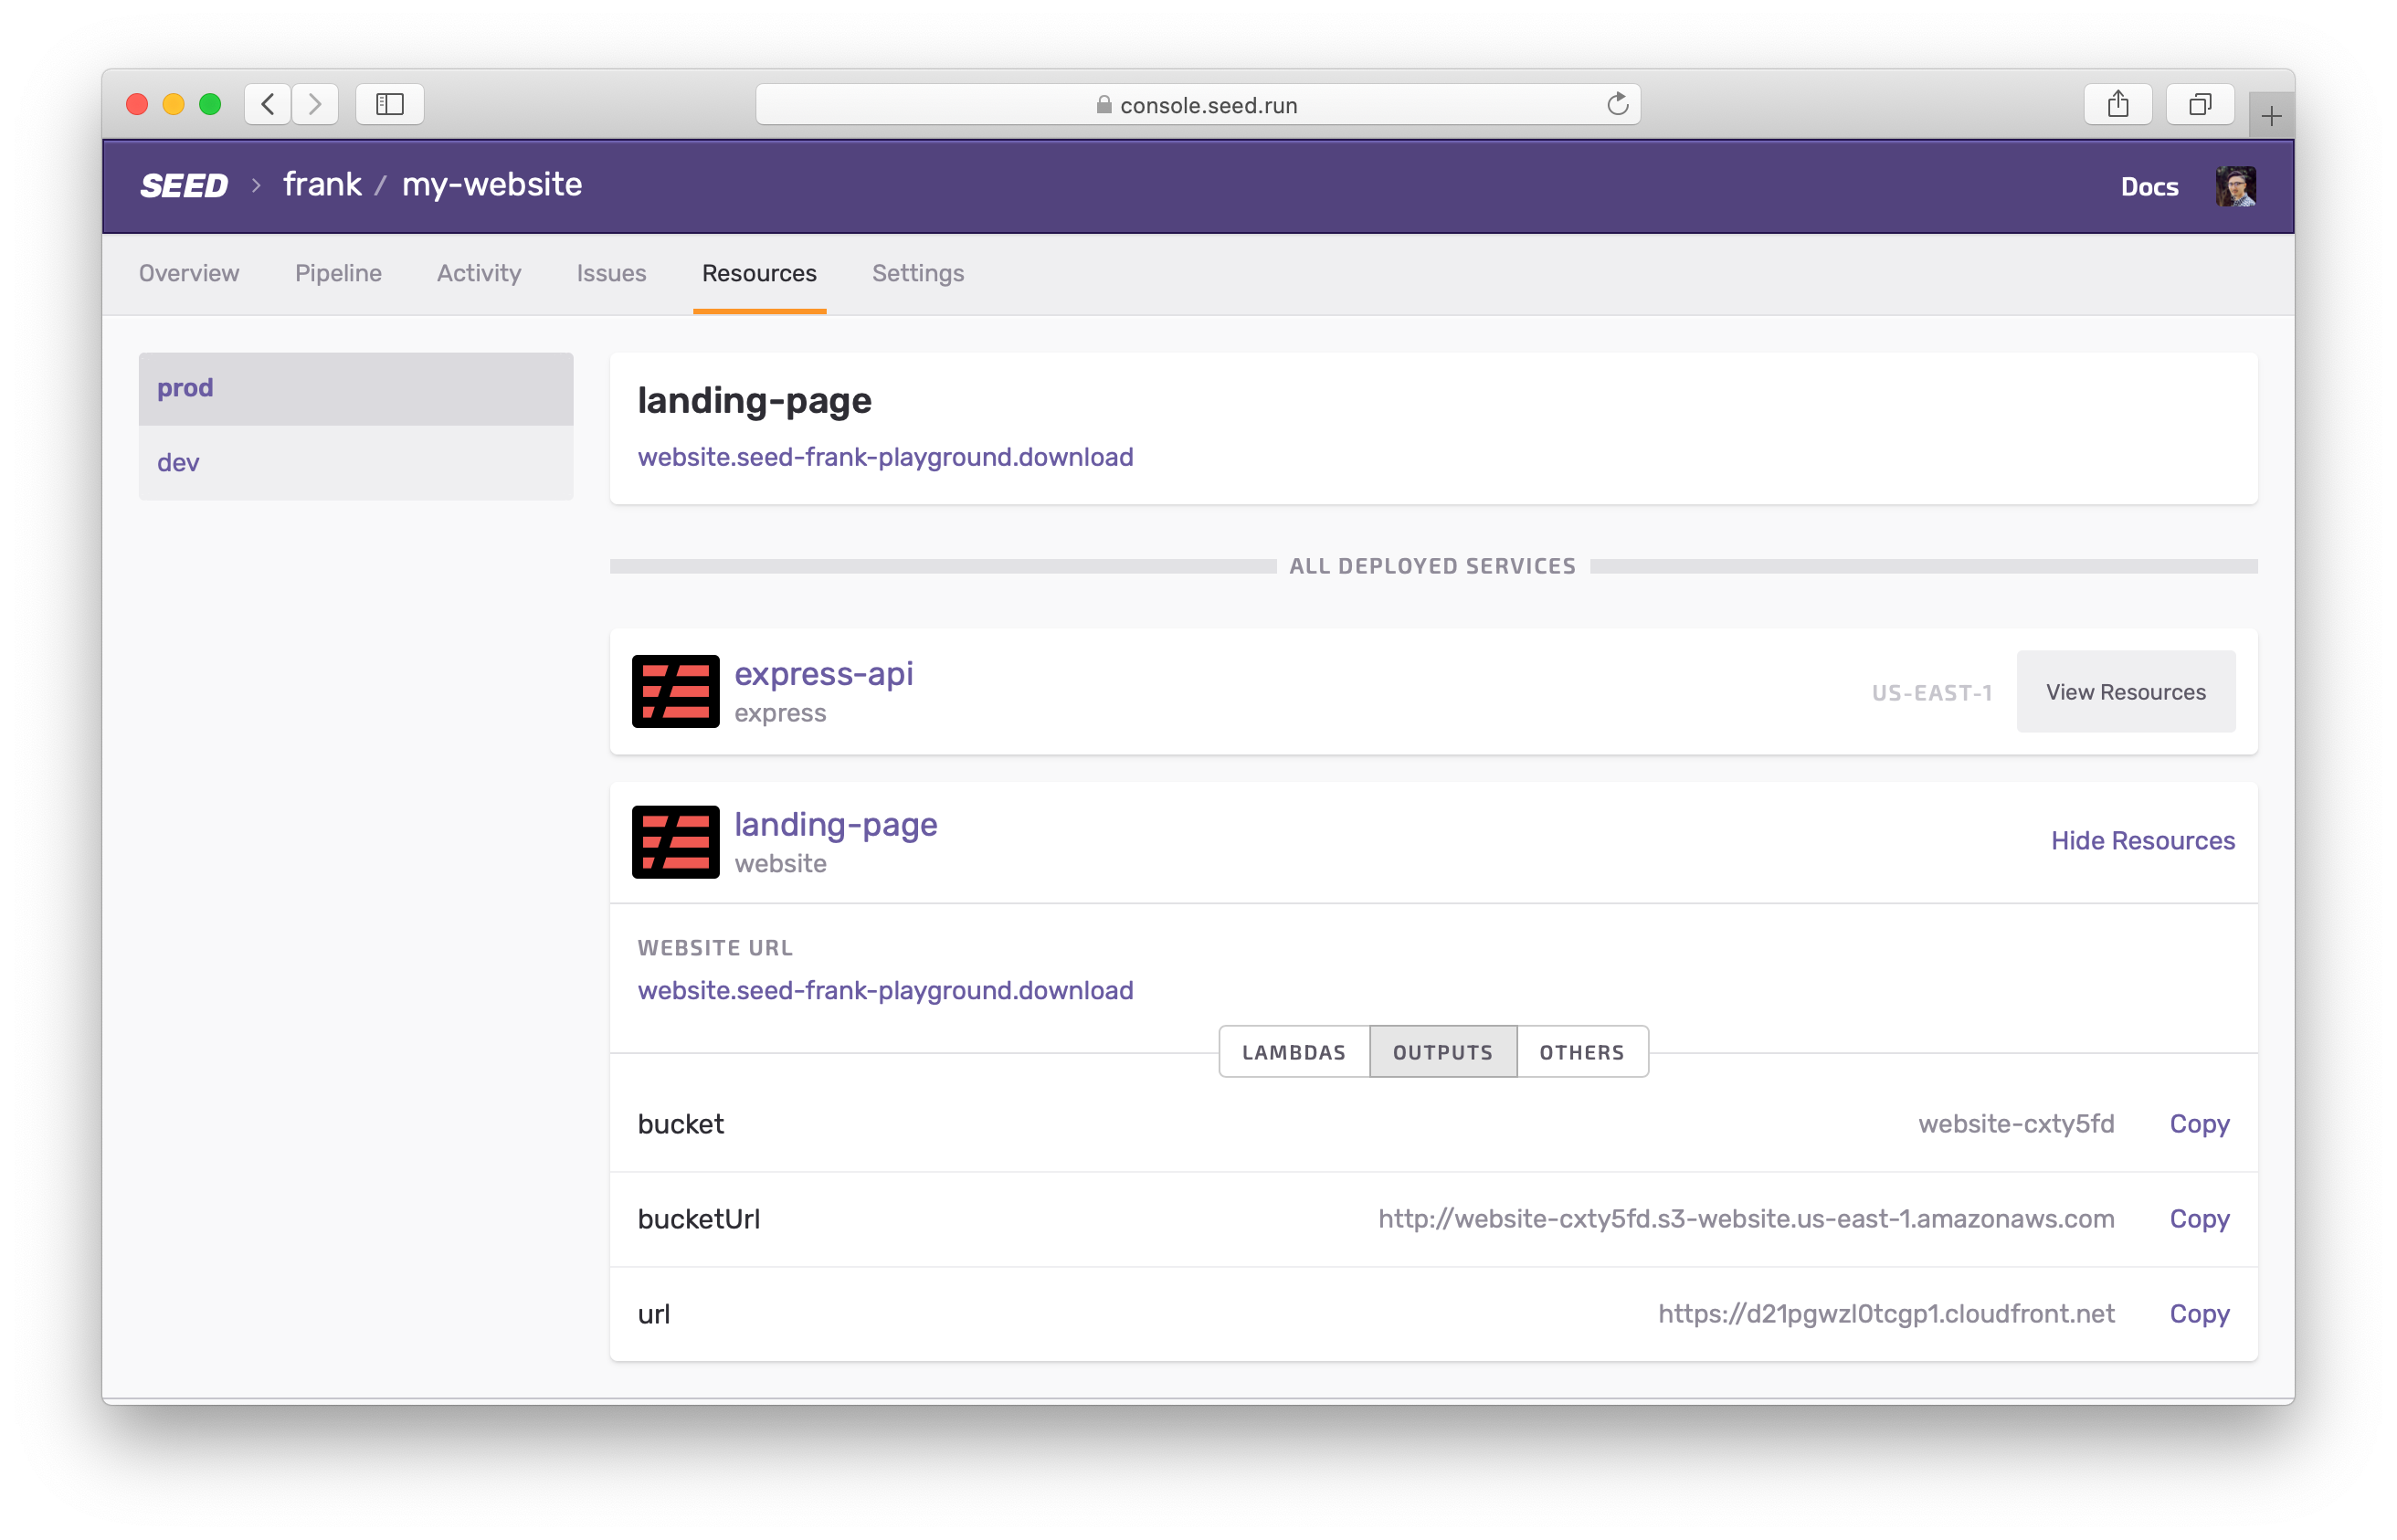 console.seed.run
SEED > frank / my-website
Docs
Overview Pipeline Activity Issues Resources Settings
prod
dev
landing-page
website.seed-frank-playground.download
ALL DEPLOYED SERVICES
express-api
express
US-EAST-1
View Resources
landing-page
website
Hide Resources
WEBSITE URL
website.seed-frank-playground.download
LAMBDAS OUTPUTS OTHERS
bucket website-cxty5fd Copy
bucketUrl http://website-cxty5fd.s3-website.us-east-1.amazonaws.com Copy
url https://d21pgwzl0tcgp1.cloudfront.net Copy